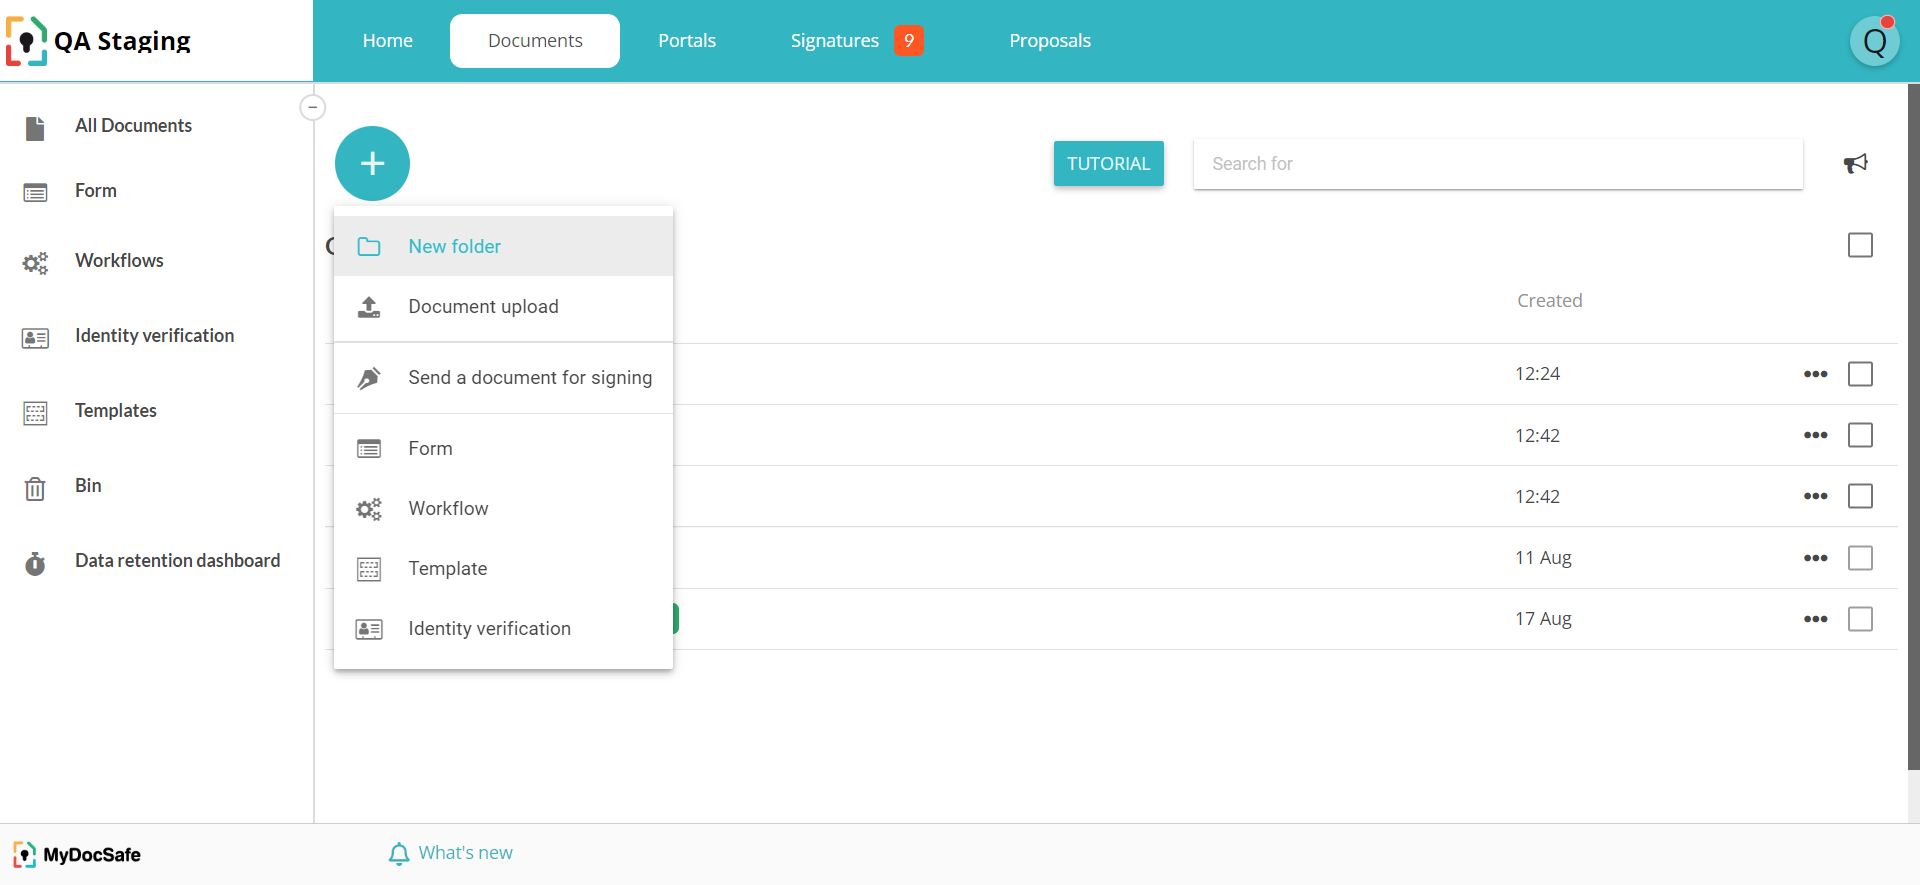 QA Staging
Home
Documents
Portals
Signatures 9
Proposals
Q
All Documents
Form
Workflows
Identity verification
Templates
Bin
Data retention dashboard
TUTORIAL
Search for
New folder
Document upload
Send a document for signing
Form
Workflow
Template
Identity verification
Created
12:24
12:42
12:42
11 Aug
17 Aug
MyDocSafe
What's new